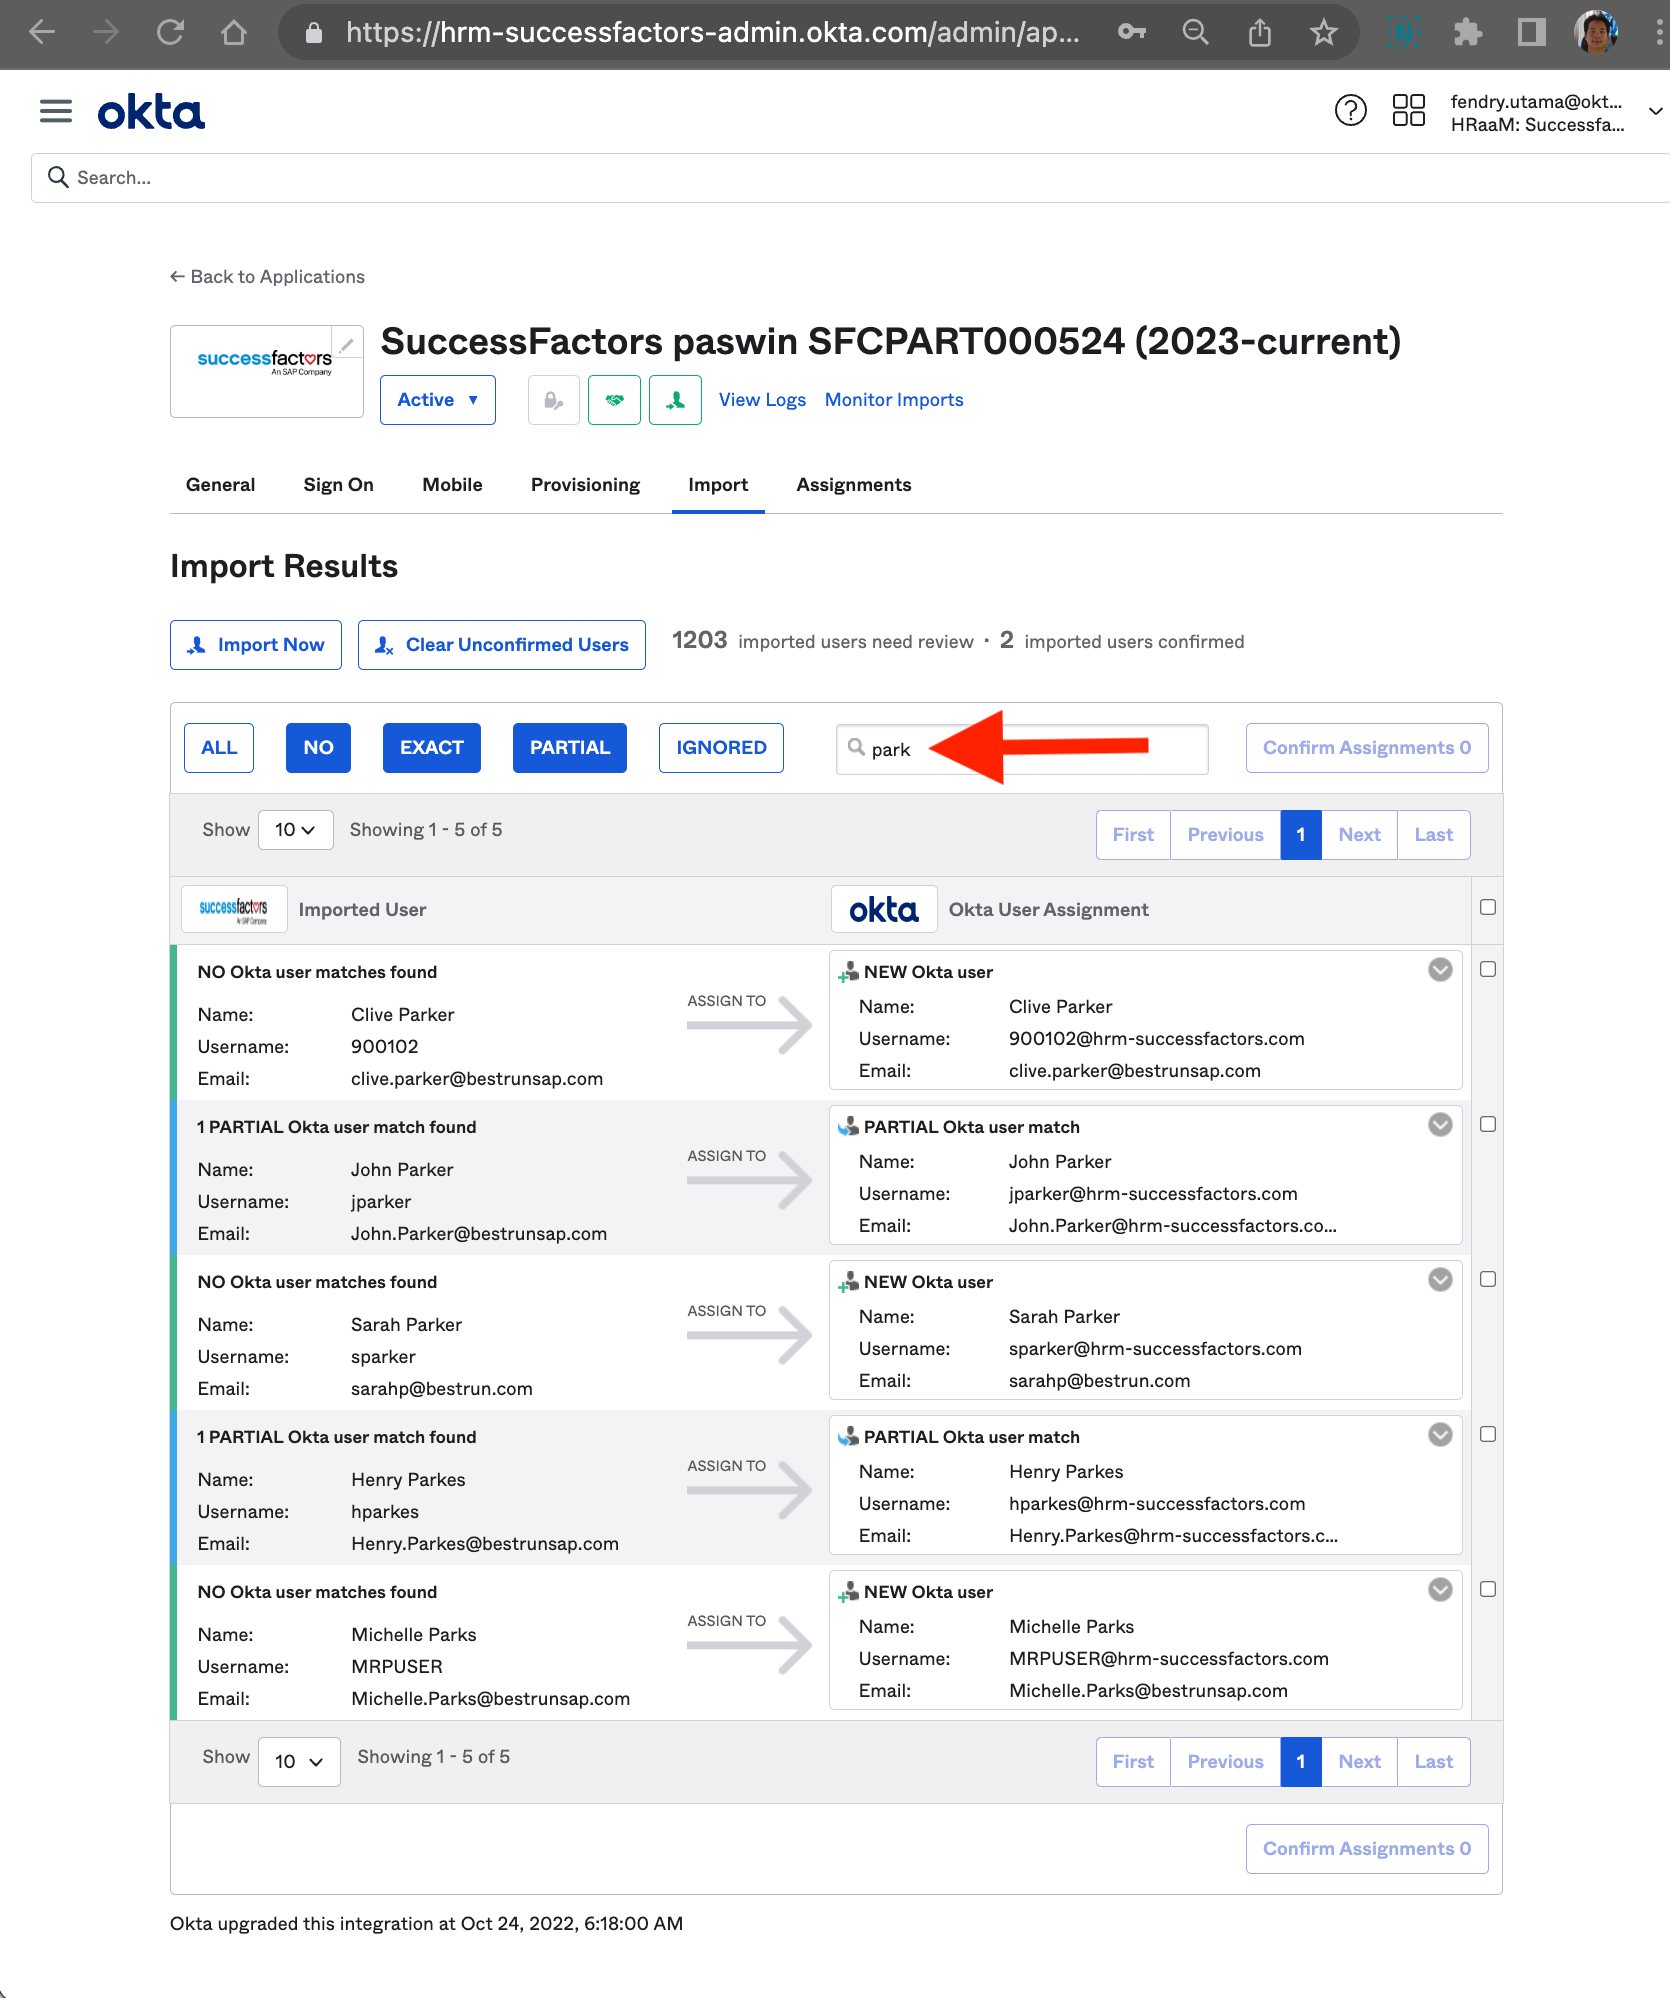 https://hrm-successfactors-admin.okta.com/admin/ap...
okta
fendry.utama@okt...
HRaaM: Successfa...
Search...
← Back to Applications
successfactors
An SAP Company
SuccessFactors paswin SFCPART000524 (2023-current)
Active ▼
View Logs
Monitor Imports
General
Sign On
Mobile
Provisioning
Import
Assignments
Import Results
Import Now
Clear Unconfirmed Users
1203 imported users need review · 2 imported users confirmed
ALL
NO
EXACT
PARTIAL
IGNORED
park
Confirm Assignments 0
Show 10 Showing 1 - 5 of 5
First Previous 1 Next Last
successfactors
An SAP Company
Imported User
okta
Okta User Assignment
NO Okta user matches found
Name: Clive Parker
Username: 900102
Email: clive.parker@bestrunsap.com
ASSIGN TO
NEW Okta user
Name: Clive Parker
Username: 900102@hrm-successfactors.com
Email: clive.parker@bestrunsap.com
1 PARTIAL Okta user match found
Name: John Parker
Username: jparker
Email: John.Parker@bestrunsap.com
ASSIGN TO
PARTIAL Okta user match
Name: John Parker
Username: jparker@hrm-successfactors.com
Email: John.Parker@hrm-successfactors.co...
NO Okta user matches found
Name: Sarah Parker
Username: sparker
Email: sarahp@bestrun.com
ASSIGN TO
NEW Okta user
Name: Sarah Parker
Username: sparker@hrm-successfactors.com
Email: sarahp@bestrun.com
1 PARTIAL Okta user match found
Name: Henry Parkes
Username: hparkes
Email: Henry.Parkes@bestrunsap.com
ASSIGN TO
PARTIAL Okta user match
Name: Henry Parkes
Username: hparkes@hrm-successfactors.com
Email: Henry.Parkes@hrm-successfactors.c...
NO Okta user matches found
Name: Michelle Parks
Username: MRPUSER
Email: Michelle.Parks@bestrunsap.com
ASSIGN TO
NEW Okta user
Name: Michelle Parks
Username: MRPUSER@hrm-successfactors.com
Email: Michelle.Parks@bestrunsap.com
Show 10 Showing 1 - 5 of 5
First Previous 1 Next Last
Confirm Assignments 0
Okta upgraded this integration at Oct 24, 2022, 6:18:00 AM